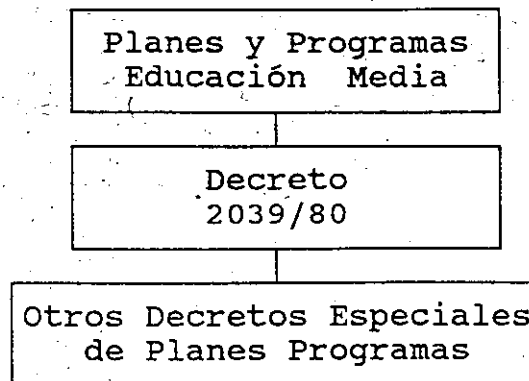 Planes y Programas
Educación Media
Decreto
2039/80
Otros Decretos Especiales
de Planes Programas